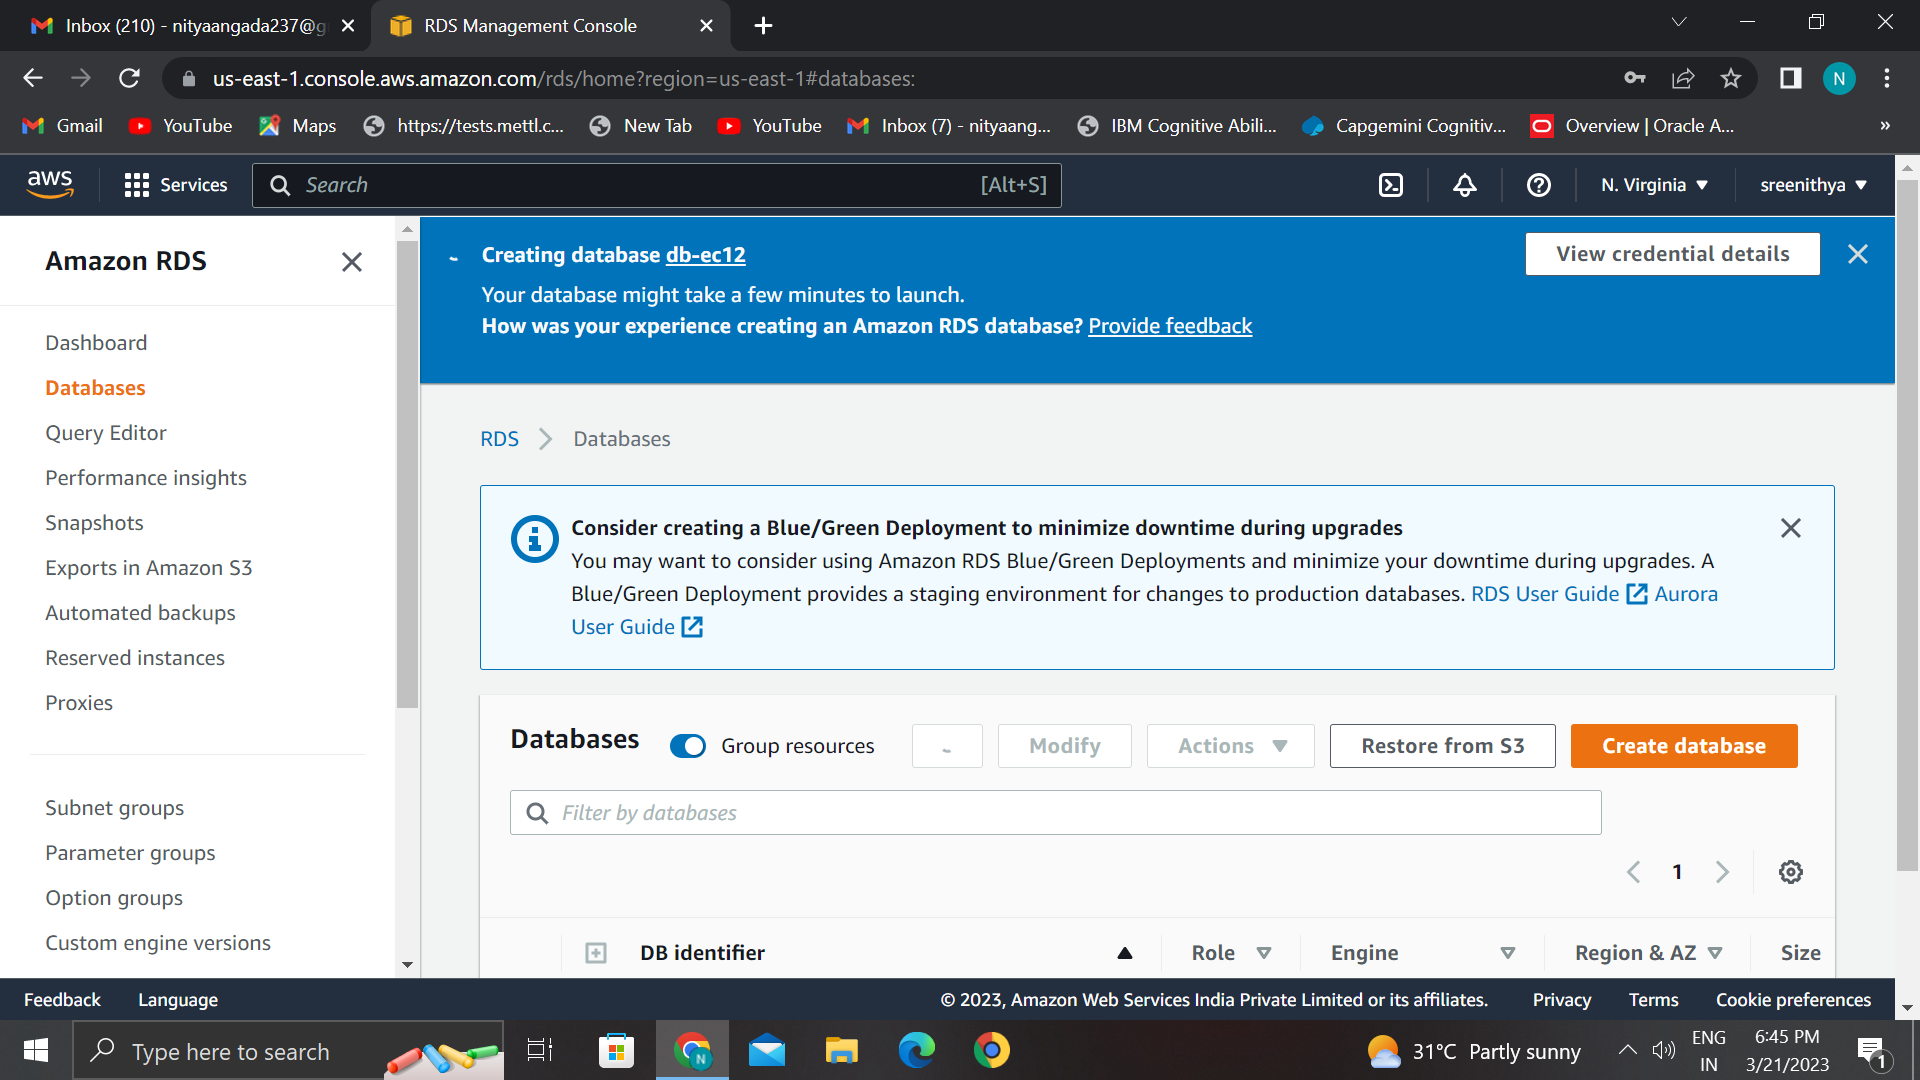 Inbox (210) - nityaangada237@g
RDS Management Console
us-east-1.console.aws.amazon.com/rds/home?region=us-east-1#databases:
N
Gmail
YouTube
Maps
https://tests.mettl.c...
New Tab
YouTube
Inbox (7) - nityaang...
IBM Cognitive Abili...
Capgemini Cognitiv...
Overview | Oracle A...
»
aws
Services
Search
[Alt+S]
N. Virginia
sreenithya
Amazon RDS
Dashboard
Databases
Query Editor
Performance insights
Snapshots
Exports in Amazon S3
Automated backups
Reserved instances
Proxies
Subnet groups
Parameter groups
Option groups
Custom engine versions
Creating database db-ec12
View credential details
Your database might take a few minutes to launch.
How was your experience creating an Amazon RDS database? Provide feedback
RDS
Databases
Consider creating a Blue/Green Deployment to minimize downtime during upgrades
You may want to consider using Amazon RDS Blue/Green Deployments and minimize your downtime during upgrades. A
Blue/Green Deployment provides a staging environment for changes to production databases. RDS User Guide Aurora
User Guide
Databases
Group resources
Modify
Actions
Restore from S3
Create database
Filter by databases
1
DB identifier
Role
Engine
Region & AZ
Size
Feedback
Language
© 2023, Amazon Web Services India Private Limited or its affiliates.
Privacy
Terms
Cookie preferences
Type here to search
N
31°C Partly sunny
ENG
IN
6:45 PM
3/21/2023
1